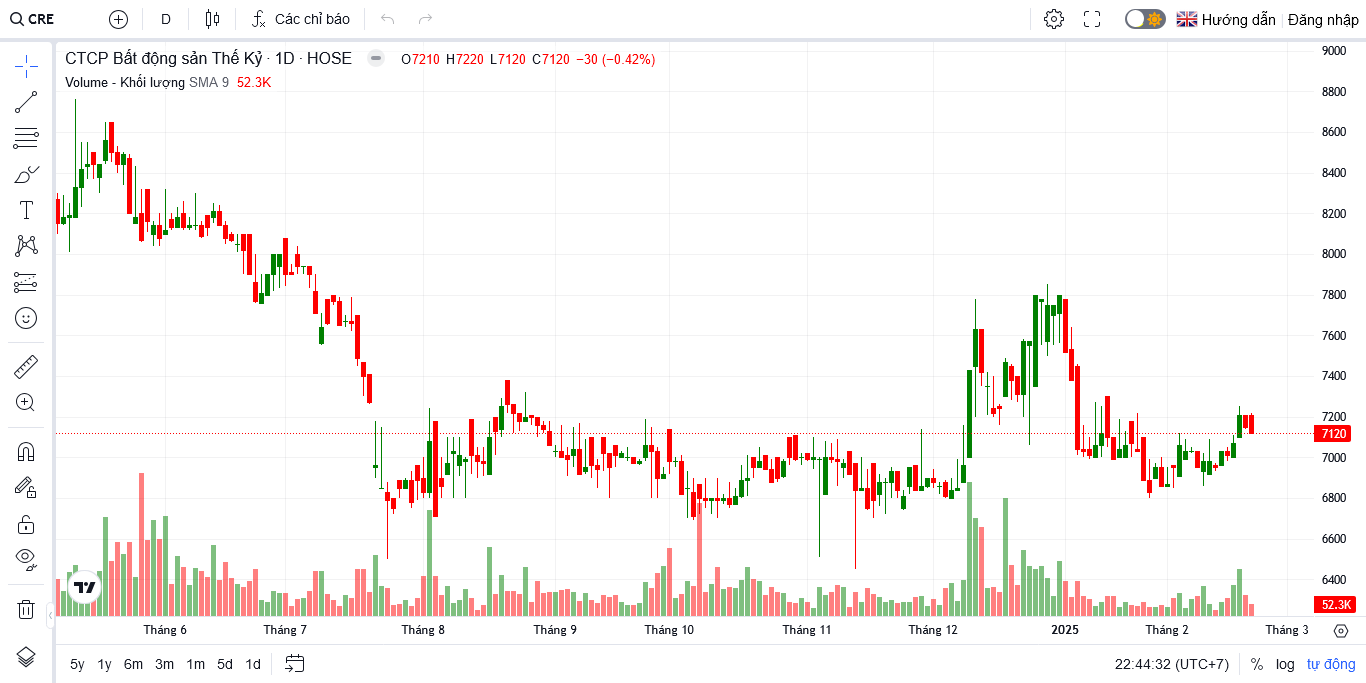 CRE D Các chỉ báo Hướng dẫn Đăng nhập
CTCP Bất động sản Thế Kỷ · 1D · HOSE O7210 H7220 L7120 C7120 −30 (−0.42%)
Volume - Khối lượng SMA 9 52.3K
9000
8800
8600
8400
8200
8000
7800
7600
7400
7200
7120
7000
6800
6600
6400
52.3K
Tháng 6 Tháng 7 Tháng 8 Tháng 9 Tháng 10 Tháng 11 Tháng 12 2025 Tháng 2 Tháng 3
5y 1y 6m 3m 1m 5d 1d 22:44:32 (UTC+7) % log tự động